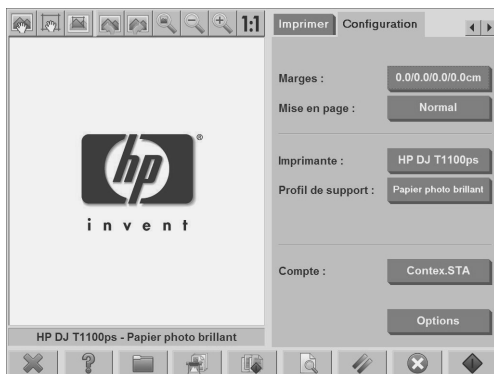 1:1
Imprimer
Configuration
Marges :
0.0/0.0/0.0/0.0cm
Mise en page :
Normal
Imprimante :
HP DJ T1100ps
Profil de support :
Papier photo brillant
Compte :
Contex.STA
Options
hp
®
invent
HP DJ T1100ps - Papier photo brillant
?